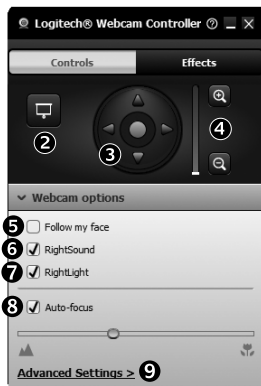 Logitech® Webcam Controller
Controls Effects
2
3
4
Webcam options
5 Follow my face
6 RightSound
7 RightLight
8 Auto-focus
Advanced Settings > 9